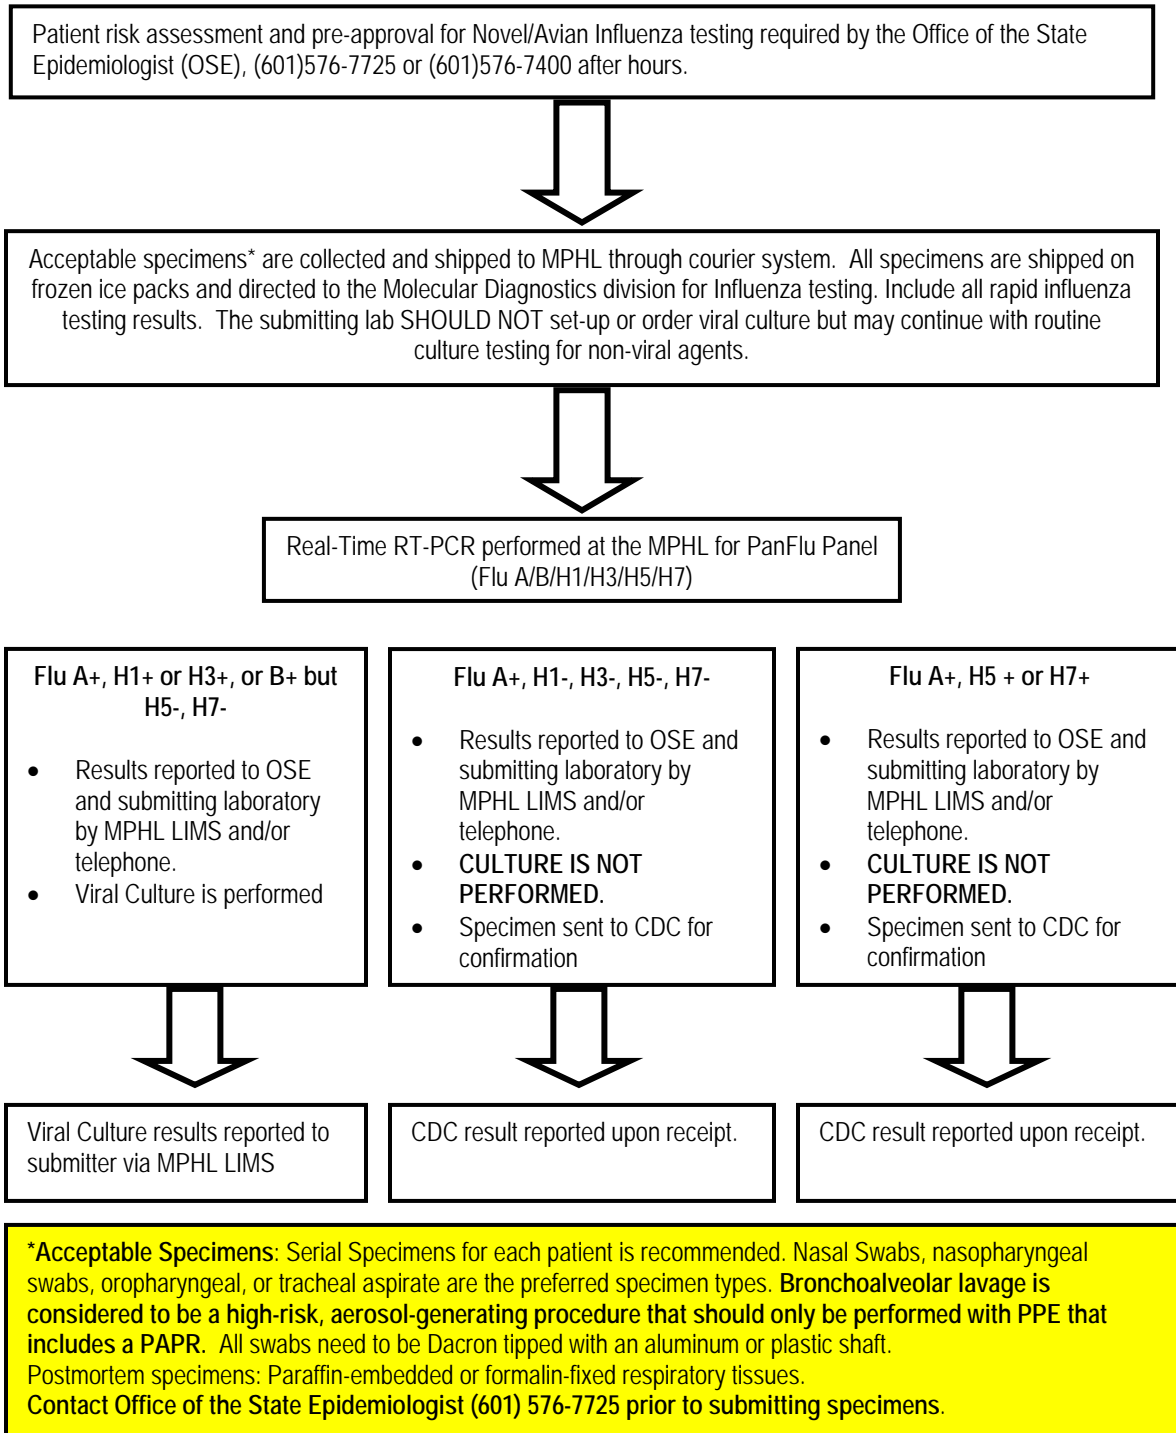 Patient risk assessment and pre-approval for Novel/Avian Influenza testing required by the Office of the State
Epidemiologist (OSE), (601)576-7725 or (601)576-7400 after hours.
Acceptable specimens* are collected and shipped to MPHL through courier system. All specimens are shipped on
frozen ice packs and directed to the Molecular Diagnostics division for Influenza testing. Include all rapid influenza
testing results. The submitting lab SHOULD NOT set-up or order viral culture but may continue with routine
culture testing for non-viral agents.
Real-Time RT-PCR performed at the MPHL for PanFlu Panel
(Flu A/B/H1/H3/H5/H7)
Flu A+, H1+ or H3+, or B+ but
H5-, H7-
• Results reported to OSE
and submitting laboratory
by MPHL LIMS and/or
telephone.
• Viral Culture is performed
Flu A+, H1-, H3-, H5-, H7-
• Results reported to OSE and
submitting laboratory by
MPHL LIMS and/or
telephone.
• CULTURE IS NOT
PERFORMED.
• Specimen sent to CDC for
confirmation
Flu A+, H5 + or H7+
• Results reported to OSE and
submitting laboratory by
MPHL LIMS and/or
telephone.
• CULTURE IS NOT
PERFORMED.
• Specimen sent to CDC for
confirmation
Viral Culture results reported to
submitter via MPHL LIMS
CDC result reported upon receipt.
CDC result reported upon receipt.
*Acceptable Specimens: Serial Specimens for each patient is recommended. Nasal Swabs, nasopharyngeal
swabs, oropharyngeal, or tracheal aspirate are the preferred specimen types. Bronchoalveolar lavage is
considered to be a high-risk, aerosol-generating procedure that should only be performed with PPE that
includes a PAPR. All swabs need to be Dacron tipped with an aluminum or plastic shaft.
Postmortem specimens: Paraffin-embedded or formalin-fixed respiratory tissues.
Contact Office of the State Epidemiologist (601) 576-7725 prior to submitting specimens.